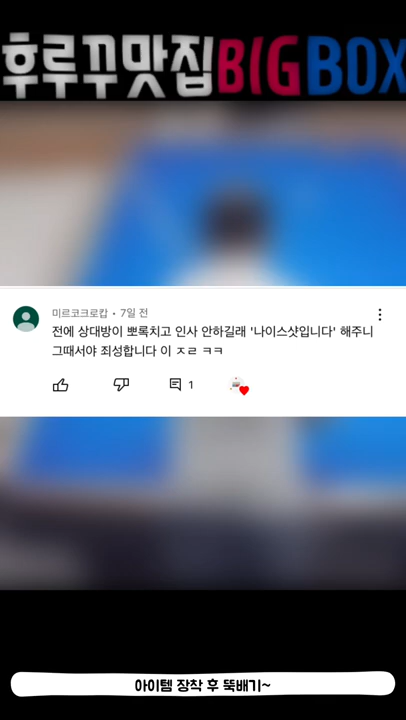 후루꾸맛집BIGBOX
미르코크로캅 • 7일 전
전에 상대방이 뽀록치고 인사 안하길래 '나이스샷입니다' 해주니
그때서야 죄성합니다 이 ㅈㄹ ㅋㅋ
1
아이템 장착 후 뚝배기~